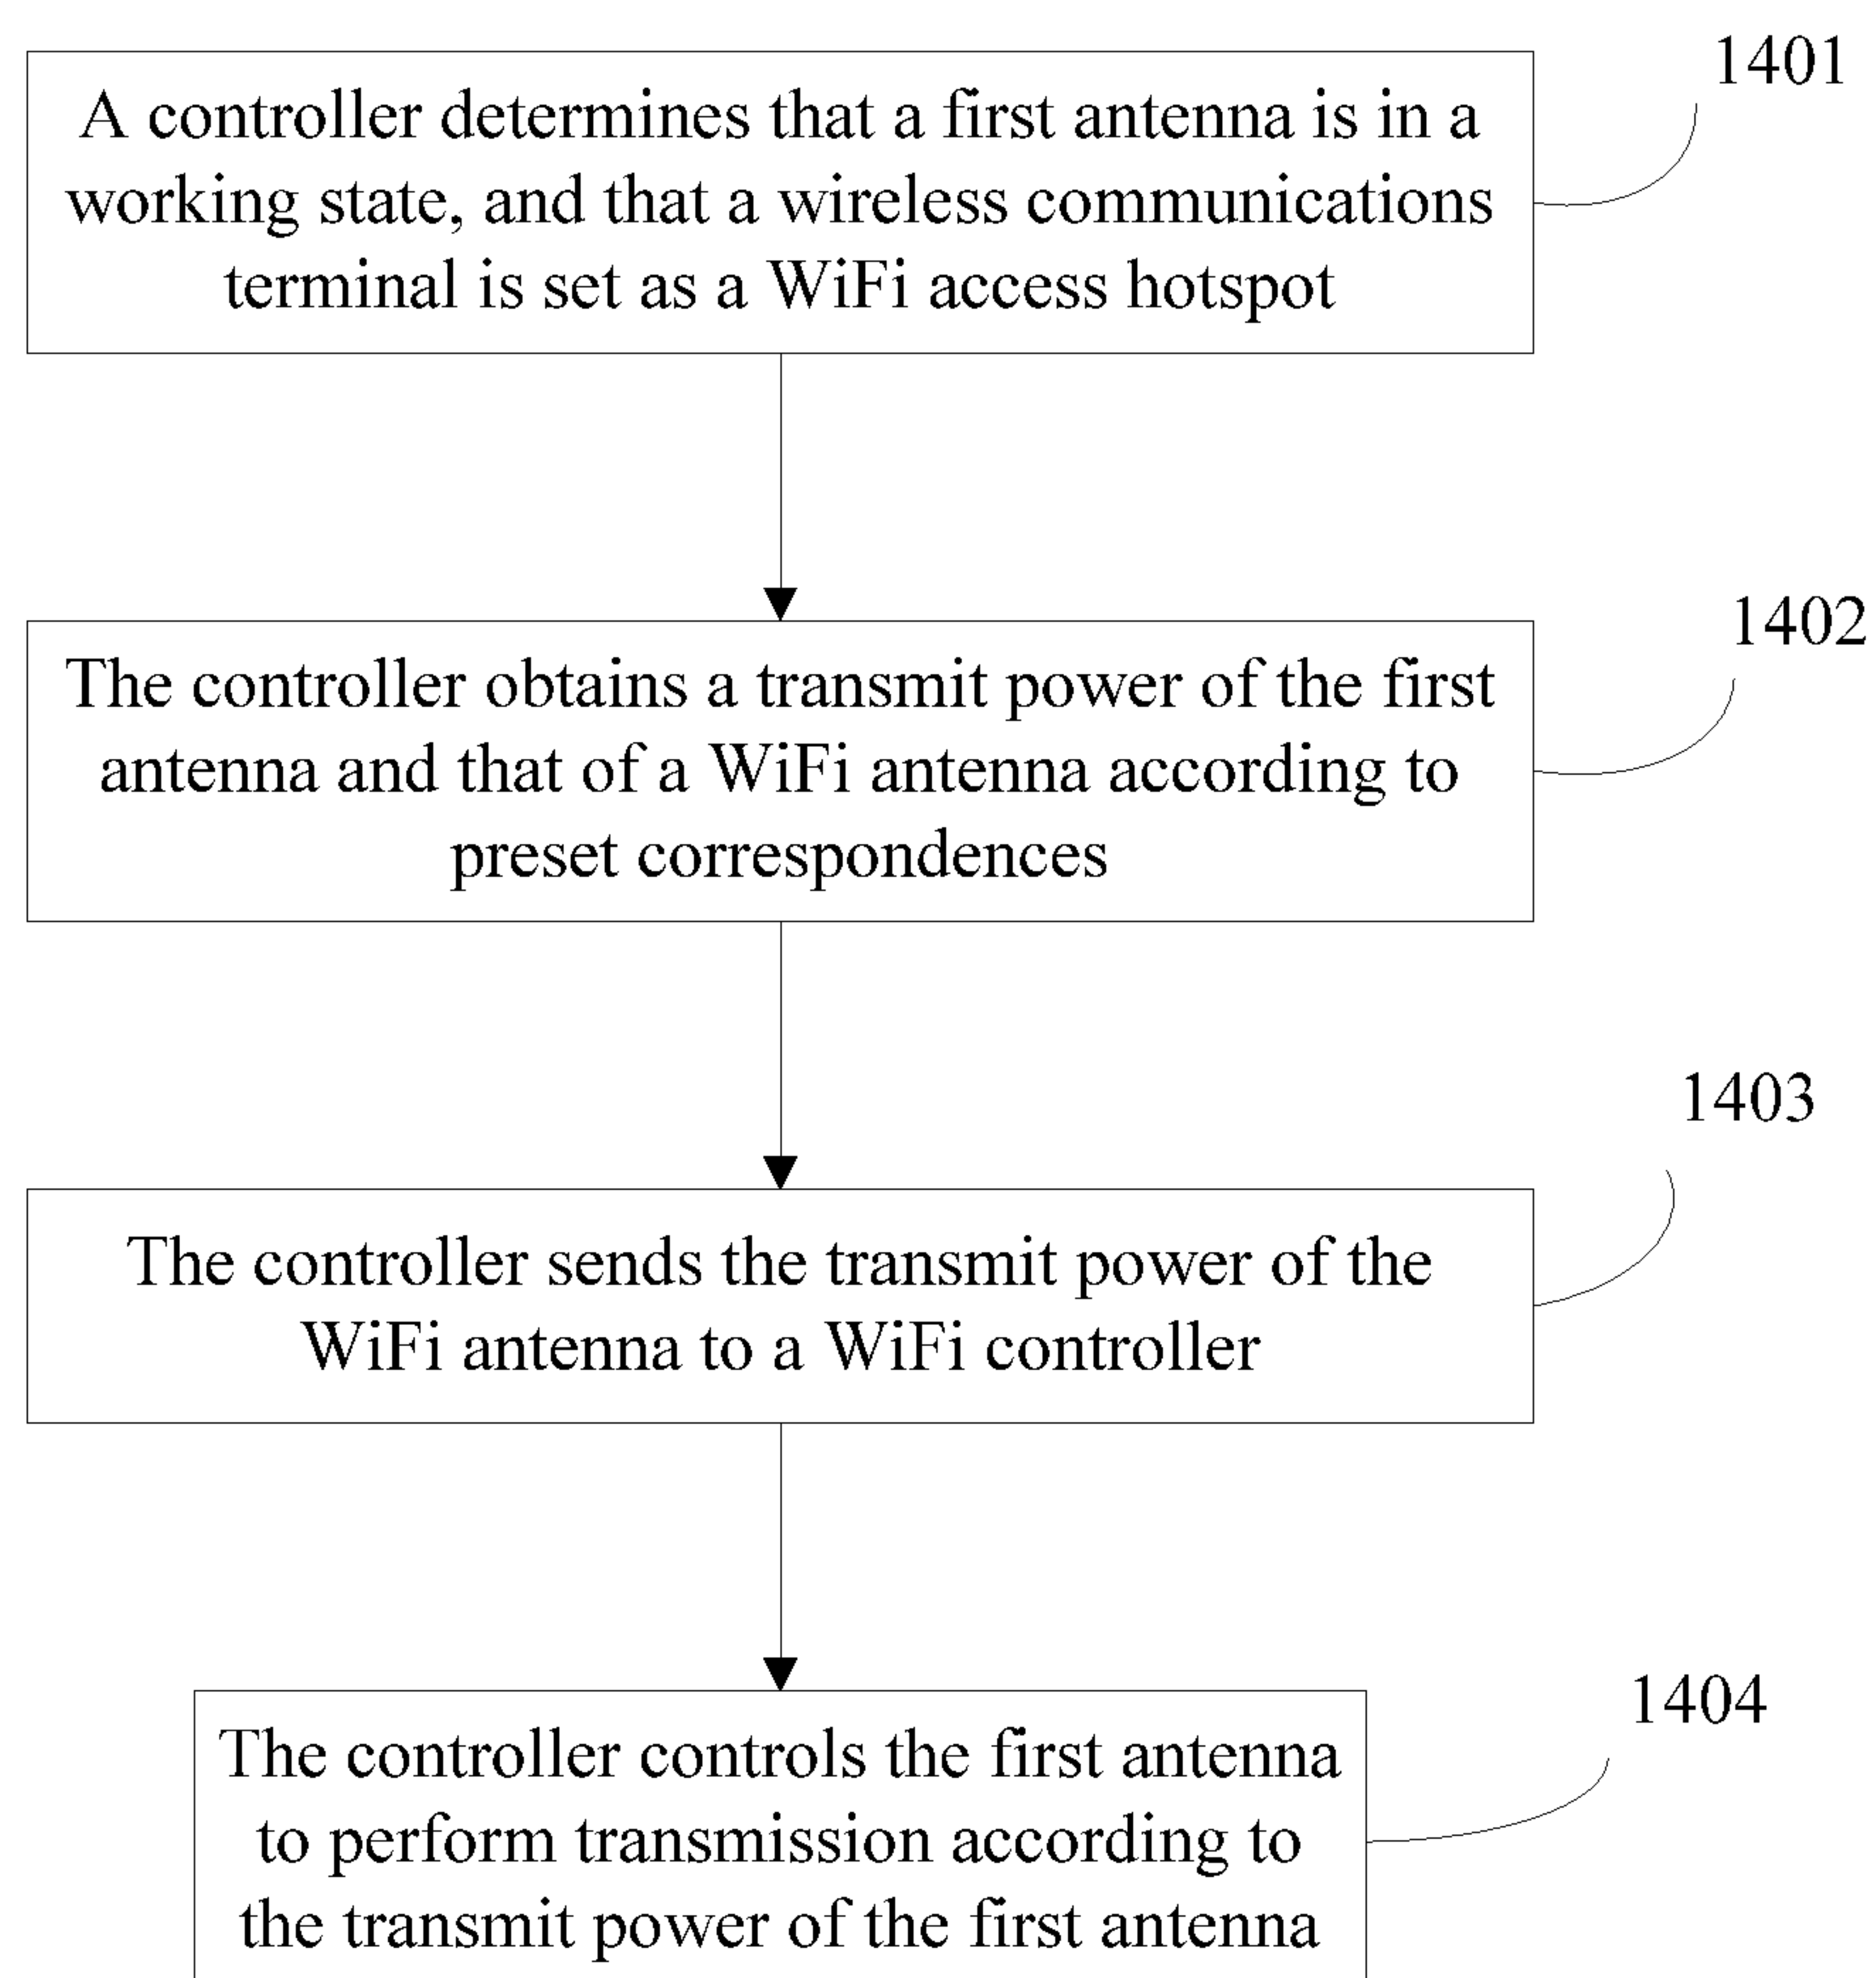 1401
A controller determines that a first antenna is in a
working state, and that a wireless communications
terminal is set as a WiFi access hotspot
1402
The controller obtains a transmit power of the first
antenna and that of a WiFi antenna according to
preset correspondences
1403
The controller sends the transmit power of the
WiFi antenna to a WiFi controller
1404
The controller controls the first antenna
to perform transmission according to
the transmit power of the first antenna